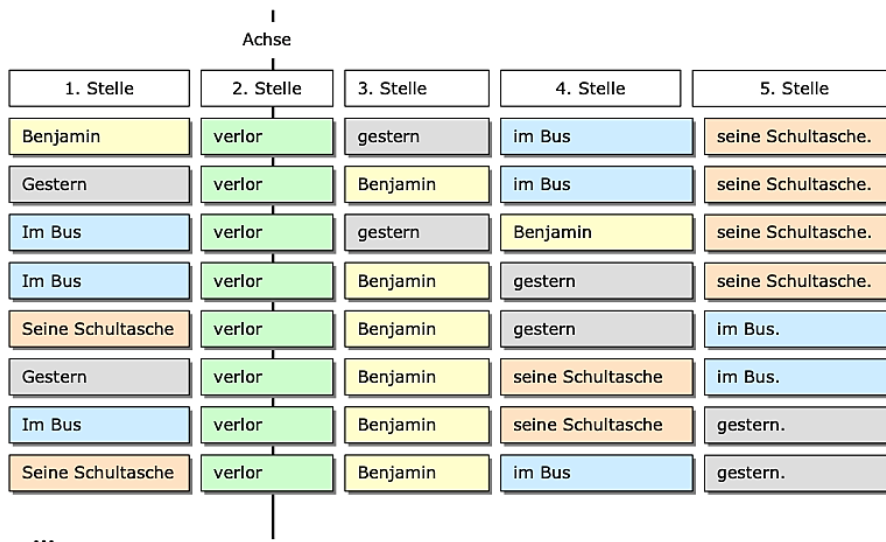 Achse
1. Stelle 2. Stelle 3. Stelle 4. Stelle 5. Stelle
Benjamin verlor gestern im Bus seine Schultasche.
Gestern verlor Benjamin im Bus seine Schultasche.
Im Bus verlor gestern Benjamin seine Schultasche.
Im Bus verlor Benjamin gestern seine Schultasche.
Seine Schultasche verlor Benjamin gestern im Bus.
Gestern verlor Benjamin seine Schultasche im Bus.
Im Bus verlor Benjamin seine Schultasche gestern.
Seine Schultasche verlor Benjamin im Bus gestern.
...